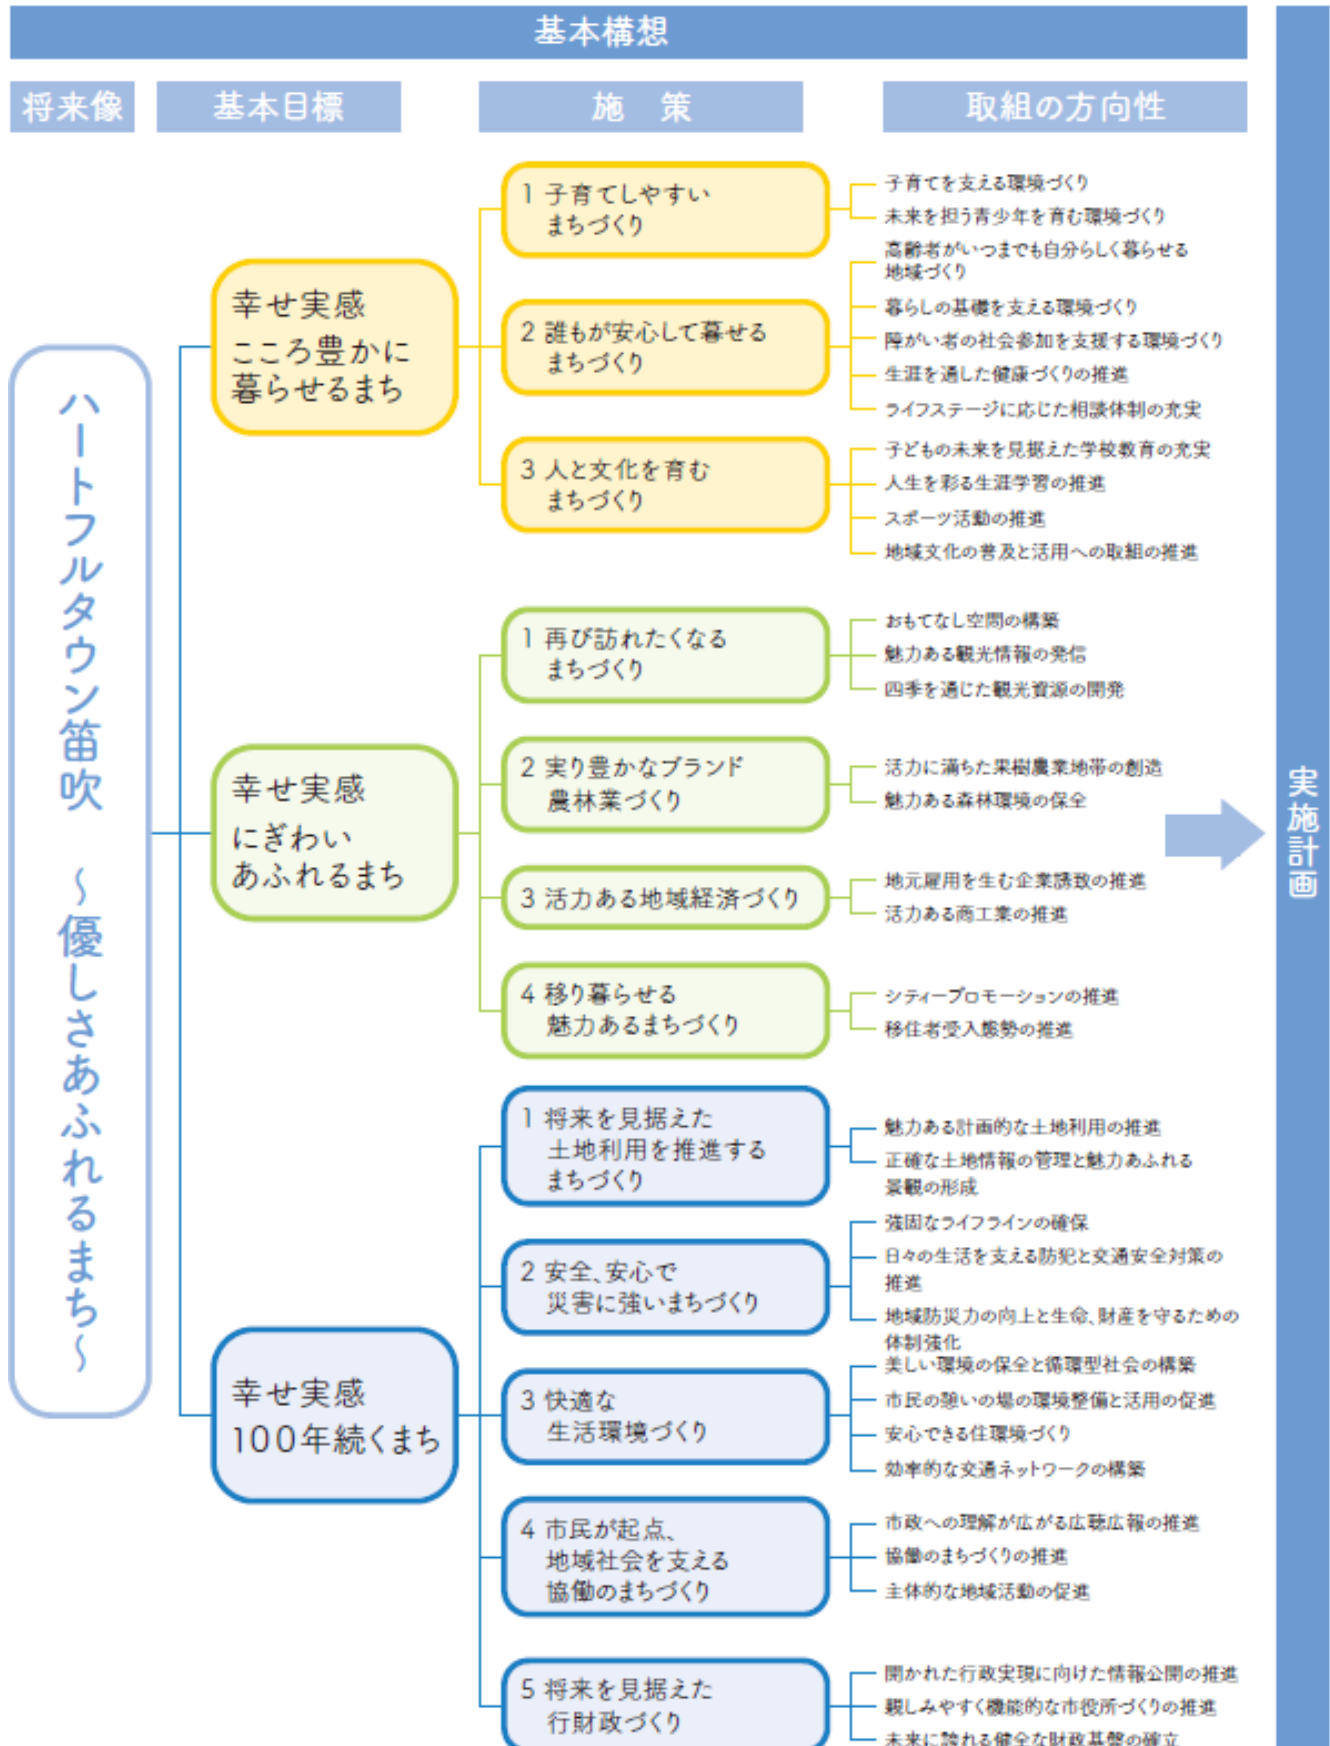 基本構想
将来像
基本目標
施 策
取組の方向性
ハートフルタウン笛吹 ～優しさあふれるまち～
幸せ実感
こころ豊かに
暮らせるまち
1 子育てしやすい
まちづくり
子育てを支える環境づくり
未来を担う青少年を育む環境づくり
2 誰もが安心して暮せる
まちづくり
高齢者がいつまでも自分らしく暮らせる
地域づくり
暮らしの基礎を支える環境づくり
障がい者の社会参加を支援する環境づくり
生涯を通した健康づくりの推進
ライフステージに応じた相談体制の充実
3 人と文化を育む
まちづくり
子どもの未来を見据えた学校教育の充実
人生を彩る生涯学習の推進
スポーツ活動の推進
地域文化の普及と活用への取組の推進
幸せ実感
にぎわい
あふれるまち
1 再び訪れたくなる
まちづくり
おもてなし空間の構築
魅力ある観光情報の発信
四季を通じた観光資源の開発
2 実り豊かなブランド
農林業づくり
活力に満ちた果樹農業地帯の創造
魅力ある森林環境の保全
3 活力ある地域経済づくり
地元雇用を生む企業誘致の推進
活力ある商工業の推進
4 移り暮らせる
魅力あるまちづくり
シティープロモーションの推進
移住者受入態勢の推進
幸せ実感
100年続くまち
1 将来を見据えた
土地利用を推進する
まちづくり
魅力ある計画的な土地利用の推進
正確な土地情報の管理と魅力あふれる
景観の形成
2 安全、安心で
災害に強いまちづくり
強固なライフラインの確保
日々の生活を支える防犯と交通安全対策の
推進
地域防災力の向上と生命、財産を守るための
体制強化
3 快適な
生活環境づくり
美しい環境の保全と循環型社会の構築
市民の憩いの場の環境整備と活用の促進
安心できる住環境づくり
効率的な交通ネットワークの構築
4 市民が起点、
地域社会を支える
協働のまちづくり
市政への理解が広がる広聴広報の推進
協働のまちづくりの推進
主体的な地域活動の促進
5 将来を見据えた
行財政づくり
開かれた行政実現に向けた情報公開の推進
親しみやすく機能的な市役所づくりの推進
未来に誇れる健全な財政基盤の確立
実施計画